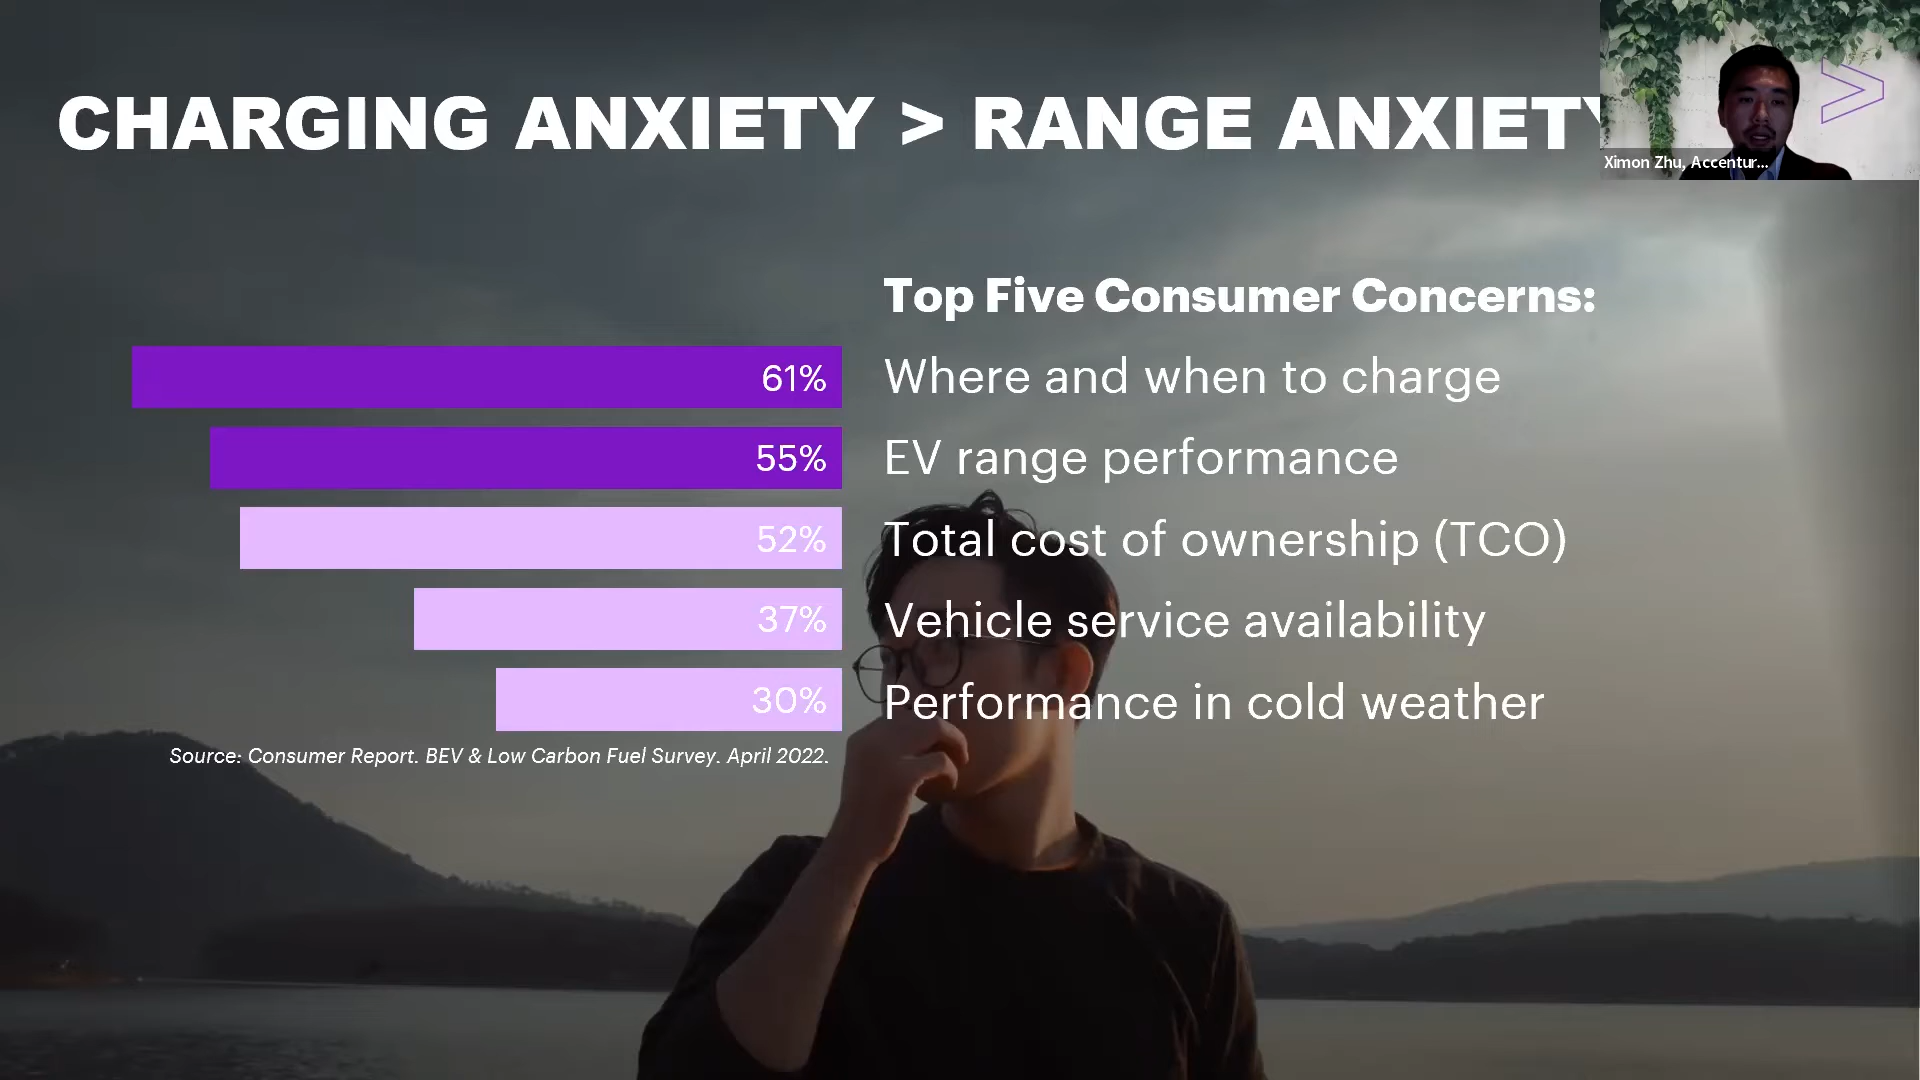 CHARGING ANXIETY > RANGE ANXIETY
Ximon Zhu, Accentur...
Top Five Consumer Concerns:
61% Where and when to charge
55% EV range performance
52% Total cost of ownership (TCO)
37% Vehicle service availability
30% Performance in cold weather
Source: Consumer Report. BEV & Low Carbon Fuel Survey. April 2022.